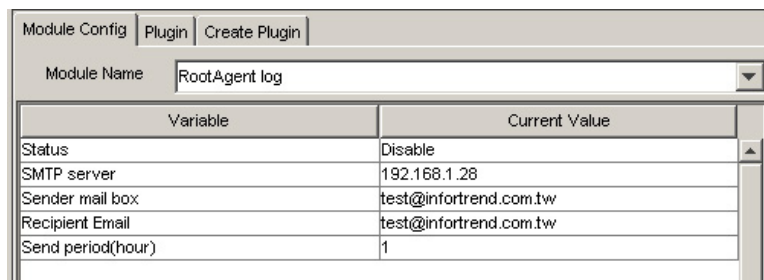 Module Config Plugin Create Plugin
Module Name RootAgent log
Variable Current Value
Status Disable
SMTP server 192.168.1.28
Sender mail box test@infortrend.com.tw
Recipient Email test@infortrend.com.tw
Send period(hour) 1